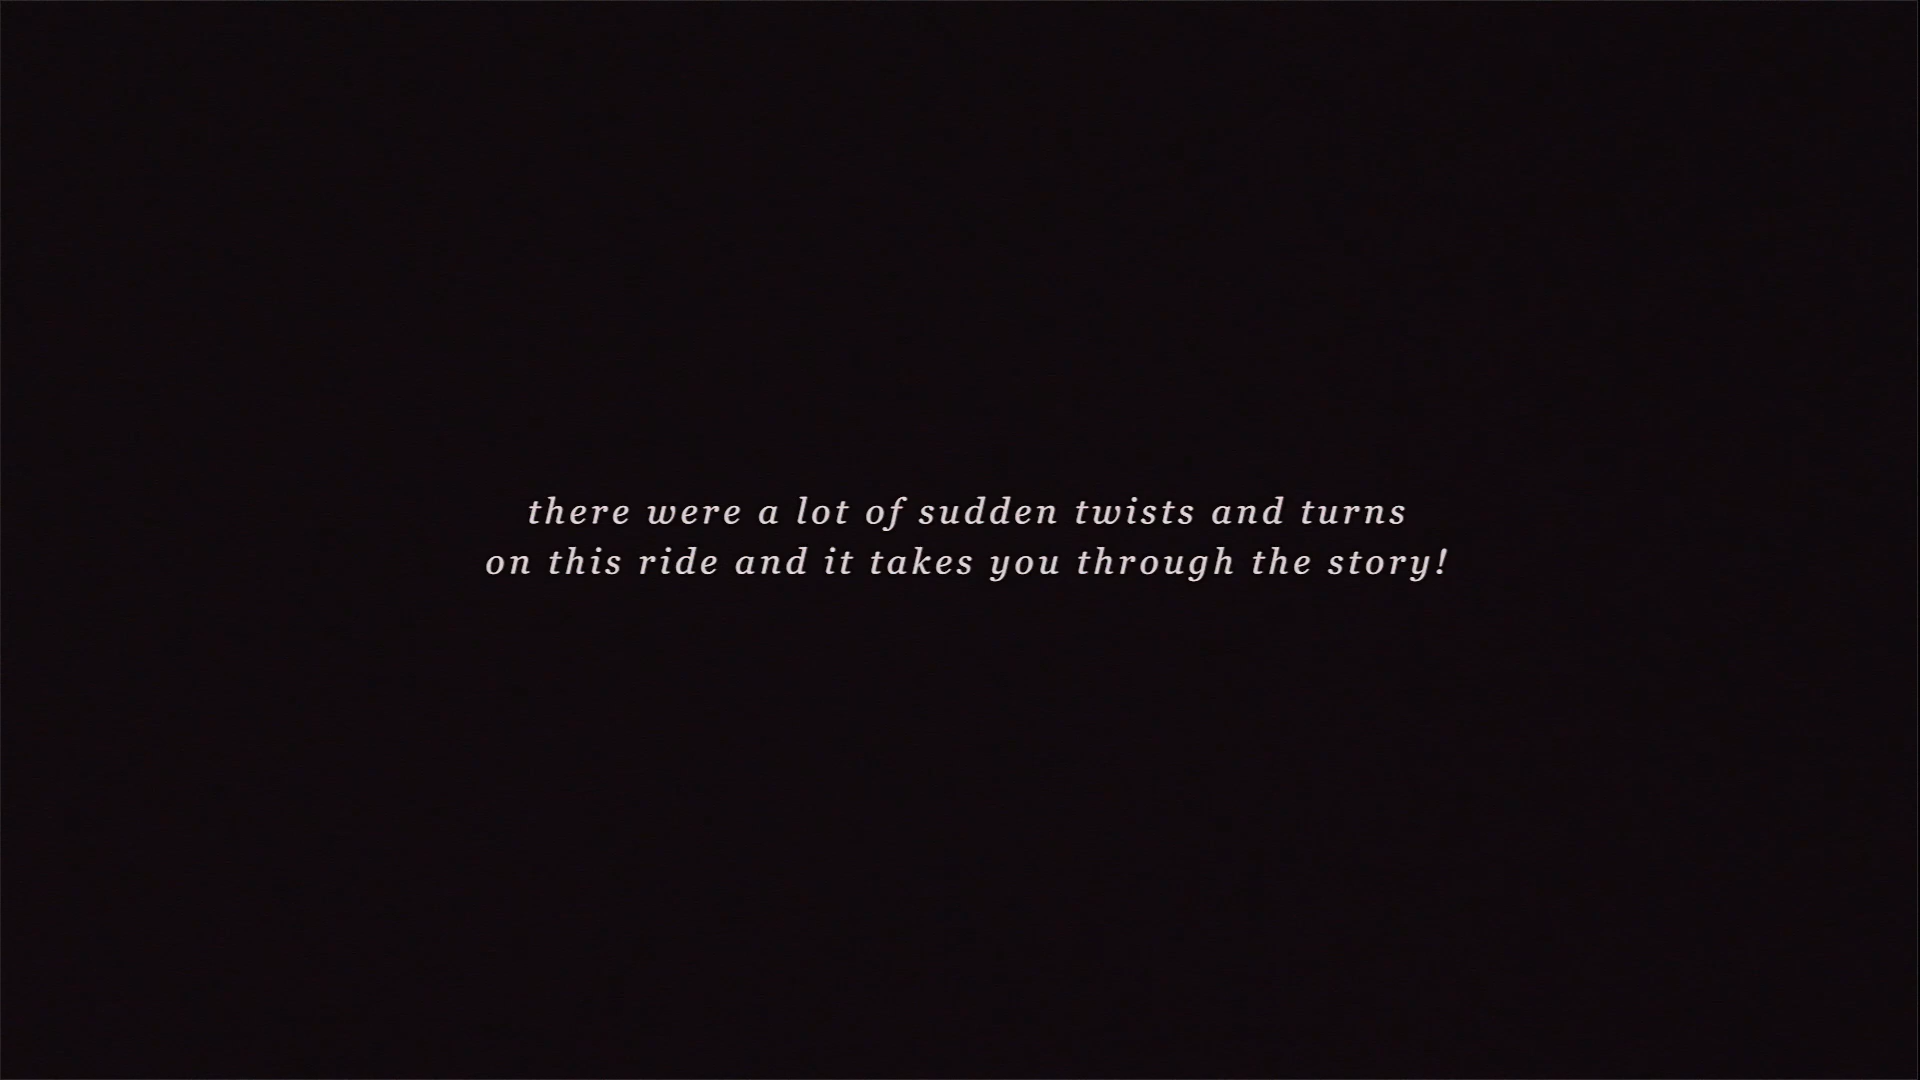 there were a lot of sudden twists and turns
on this ride and it takes you through the story!